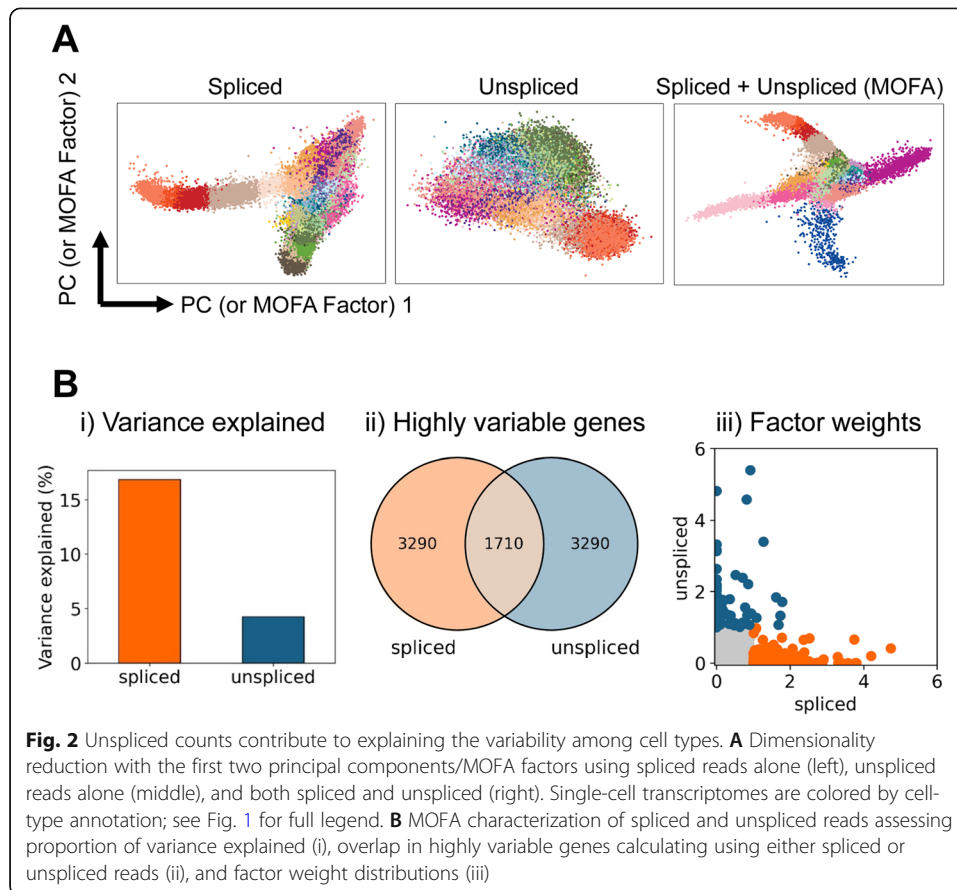 A
Spliced
Unspliced
Spliced + Unspliced (MOFA)
PC (or MOFA Factor) 2
PC (or MOFA Factor) 1
B
i) Variance explained
ii) Highly variable genes
iii) Factor weights
Variance explained (%)
15
10
5
0
spliced
unspliced
3290
1710
3290
spliced
unspliced
unspliced
6
4
2
0
0
2
4
6
spliced
Fig. 2 Unspliced counts contribute to explaining the variability among cell types. A Dimensionality
reduction with the first two principal components/MOFA factors using spliced reads alone (left), unspliced
reads alone (middle), and both spliced and unspliced (right). Single-cell transcriptomes are colored by cell-
type annotation; see Fig. 1 for full legend. B MOFA characterization of spliced and unspliced reads assessing
proportion of variance explained (i), overlap in highly variable genes calculating using either spliced or
unspliced reads (ii), and factor weight distributions (iii)